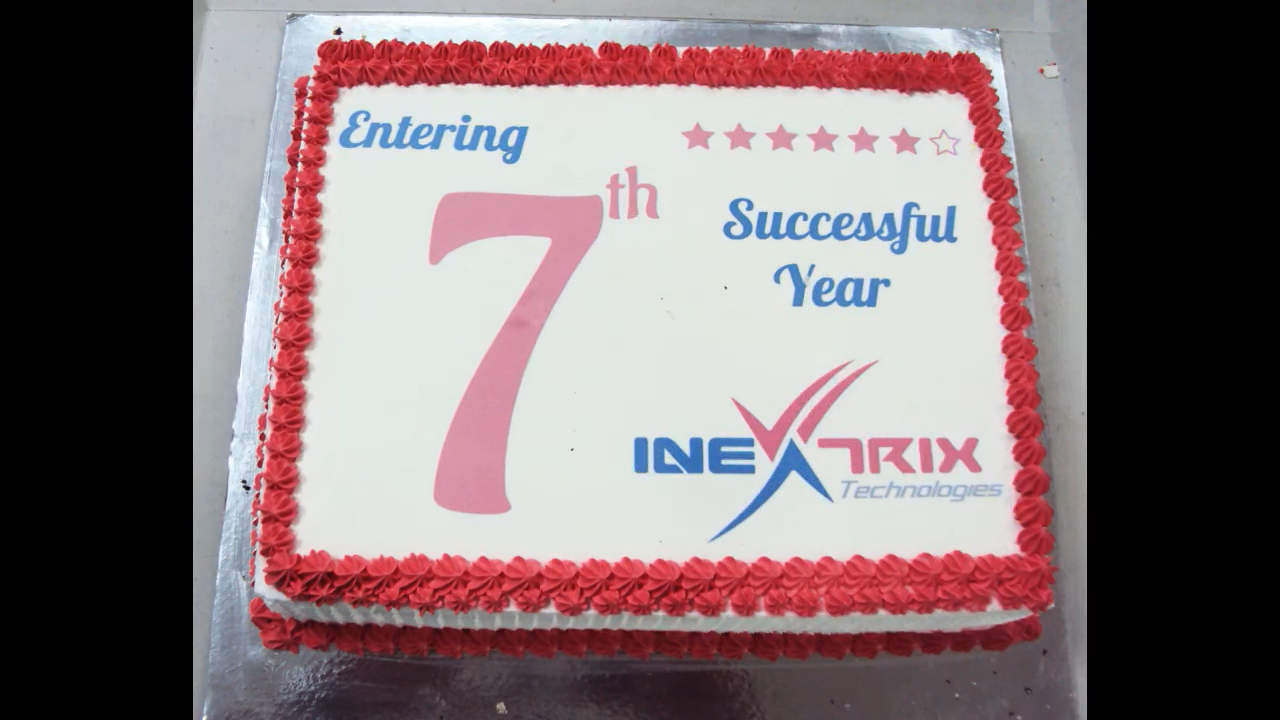 Entering
7th
Successful
Year
INEXTRIX
Technologies